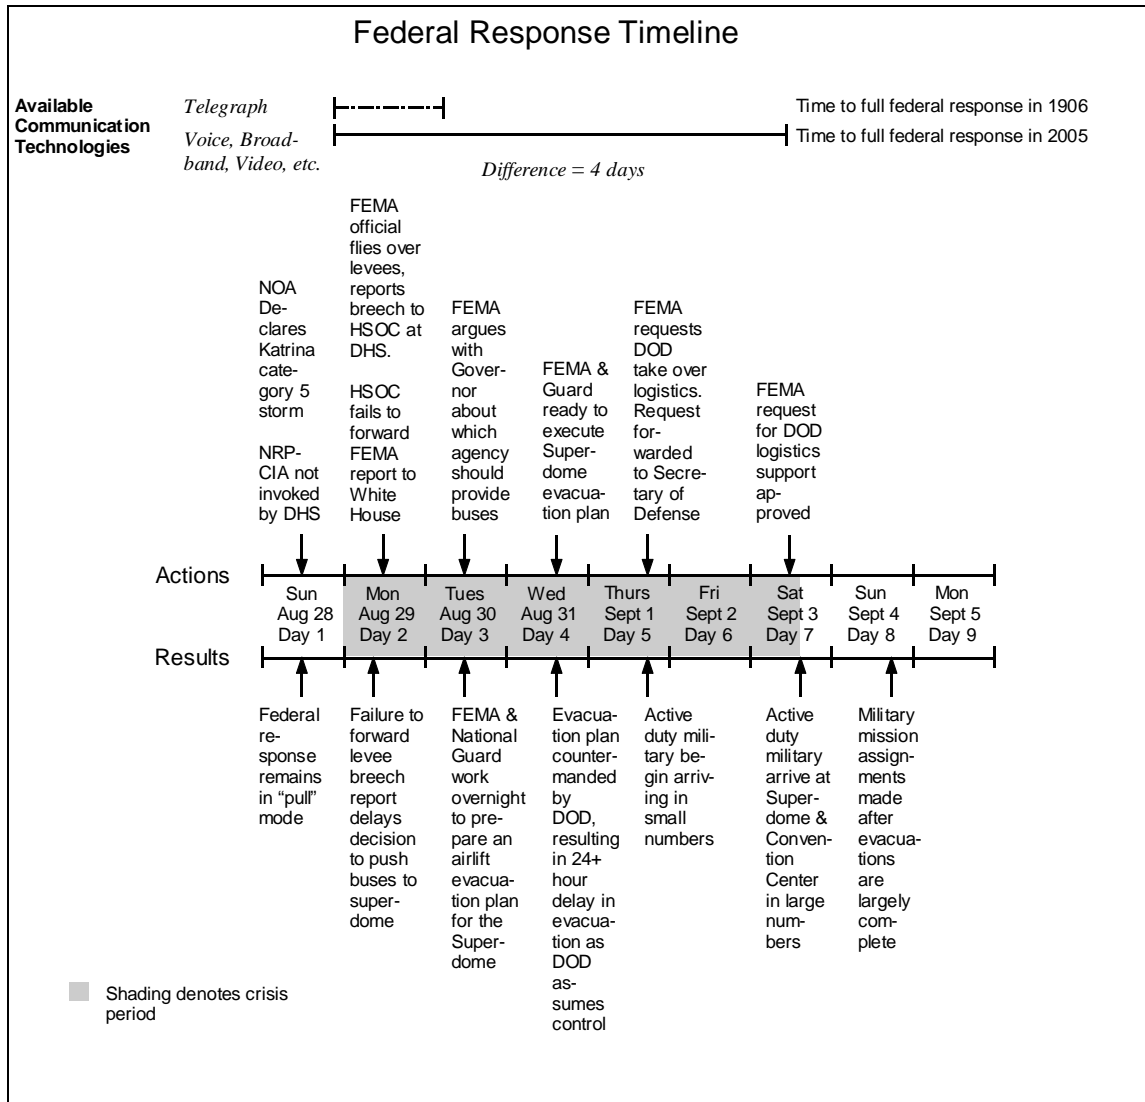 Federal Response Timeline
Available
Communication
Technologies
Telegraph
Time to full federal response in 1906
Voice, Broad-
band, Video, etc.
Time to full federal response in 2005
Difference = 4 days
NOA
De-
clares
Katrina
cate-
gory 5
storm
NRP-
CIA not
invoked
by DHS
FEMA
official
flies over
levees,
reports
breech to
HSOC at
DHS.
HSOC
fails to
forward
FEMA
report to
White
House
FEMA
argues
with
Gover-
nor
about
which
agency
should
provide
buses
FEMA &
Guard
ready to
execute
Super-
dome
evacua-
tion plan
FEMA
requests
DOD
take over
logistics.
Request
for-
warded
to Secre-
tary of
Defense
FEMA
request
for DOD
logistics
support
ap-
proved
Actions
Sun
Aug 28
Day 1
Mon
Aug 29
Day 2
Tues
Aug 30
Day 3
Wed
Aug 31
Day 4
Thurs
Sept 1
Day 5
Fri
Sept 2
Day 6
Sat
Sept 3
Day 7
Sun
Sept 4
Day 8
Mon
Sept 5
Day 9
Results
Federal
re-
sponse
remains
in “pull”
mode
Failure to
forward
levee
breech
report
delays
decision
to push
buses to
super-
dome
FEMA &
National
Guard
work
overnight
to pre-
pare an
airlift
evacua-
tion plan
for the
Super-
dome
Evacua-
tion plan
counter-
manded
by
DOD,
resulting
in 24+
hour
delay in
evacua-
tion as
DOD
as-
sumes
control
Active
duty mili-
tary be-
gin arriv-
ing in
small
numbers
Active
duty
military
arrive at
Super-
dome &
Conven-
tion
Center
in large
num-
bers
Military
mission
assign-
ments
made
after
evacua-
tions
are
largely
com-
plete
Shading denotes crisis
period